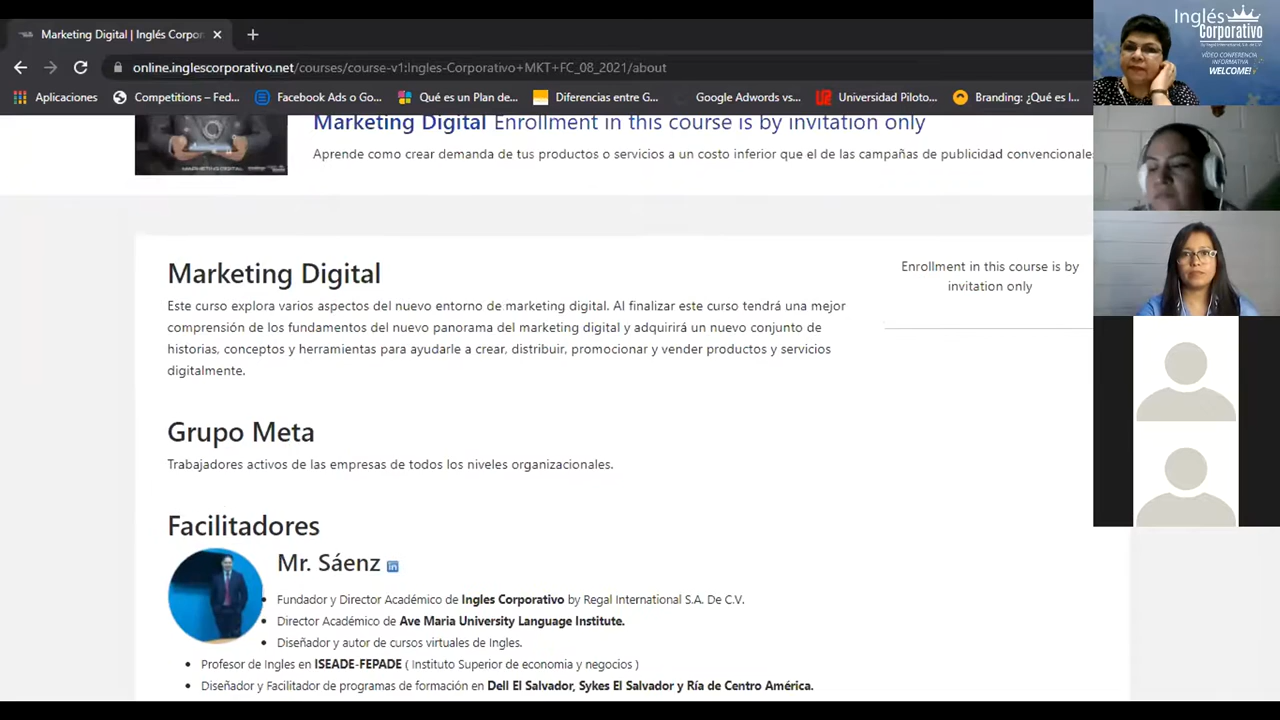 Marketing Digital | Inglés Corpor
online.inglescorporativo.net/courses/course-v1:Ingles-Corporativo
FC_08_2021/about
Aplicaciones
Competitions – Fed...
Facebook Ads o Go...
Qué es un Plan de...
Diferencias entre G...
Google Adwords vs...
Universidad Piloto...
Branding: ¿Qué es l...
Inglés
Corporativo
VÍDEO CONFERENCIA
INFORMATIVA
WELCOME!
MARKETING DIGITAL
Marketing Digital Enrollment in this course is by invitation only
Aprende como crear demanda de tus productos o servicios a un costo inferior que el de las campañas de publicidad convencionale
Marketing Digital
Este curso explora varios aspectos del nuevo entorno de marketing digital. Al finalizar este curso tendrá una mejor
comprensión de los fundamentos del nuevo panorama del marketing digital y adquirirá un nuevo conjunto de
historias, conceptos y herramientas para ayudarle a crear, distribuir, promocionar y vender productos y servicios
digitalmente.
Enrollment in this course is by
invitation only
Grupo Meta
Trabajadores activos de las empresas de todos los niveles organizacionales.
Facilitadores
Mr. Sáenz in
Fundador y Director Académico de Ingles Corporativo by Regal International S.A. De C.V.
Director Académico de Ave Maria University Language Institute.
Diseñador y autor de cursos virtuales de Ingles.
Profesor de Ingles en ISEADE-FEPADE ( Instituto Superior de economia y negocios )
Diseñador y Facilitador de programas de formación en Dell El Salvador, Sykes El Salvador y Ría de Centro América.